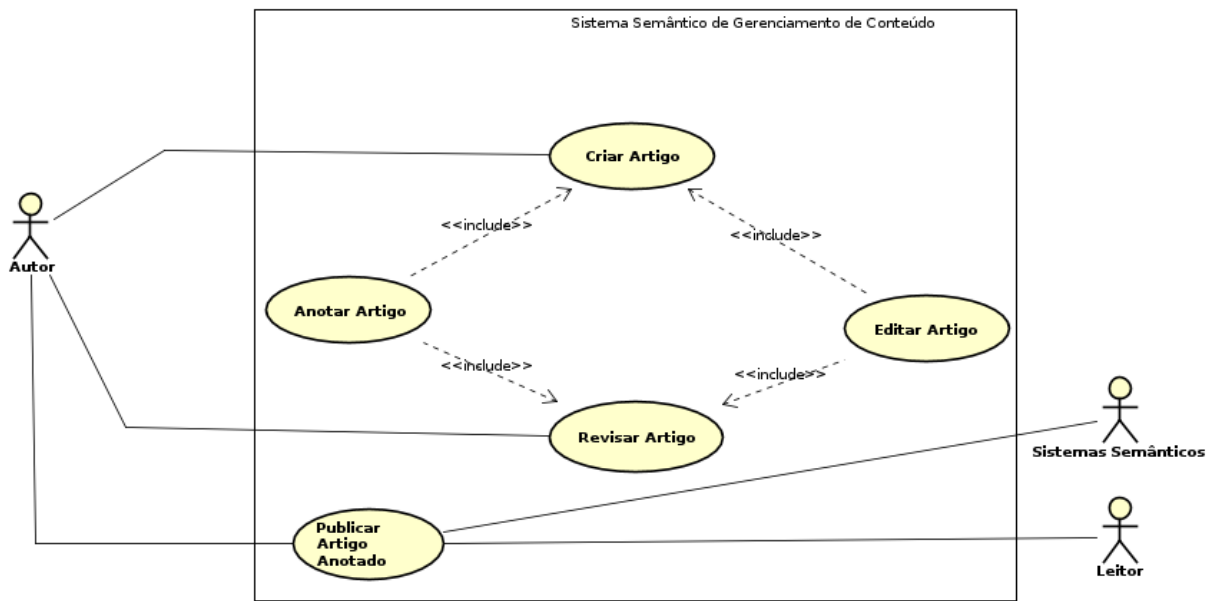 Sistema Semântico de Gerenciamento de Conteúdo
Criar Artigo
<<include>>
<<include>>
Autor
Anotar Artigo
Editar Artigo
<<include>>
<<include>>
Revisar Artigo
Sistemas Semânticos
Publicar
Artigo
Anotado
Leitor